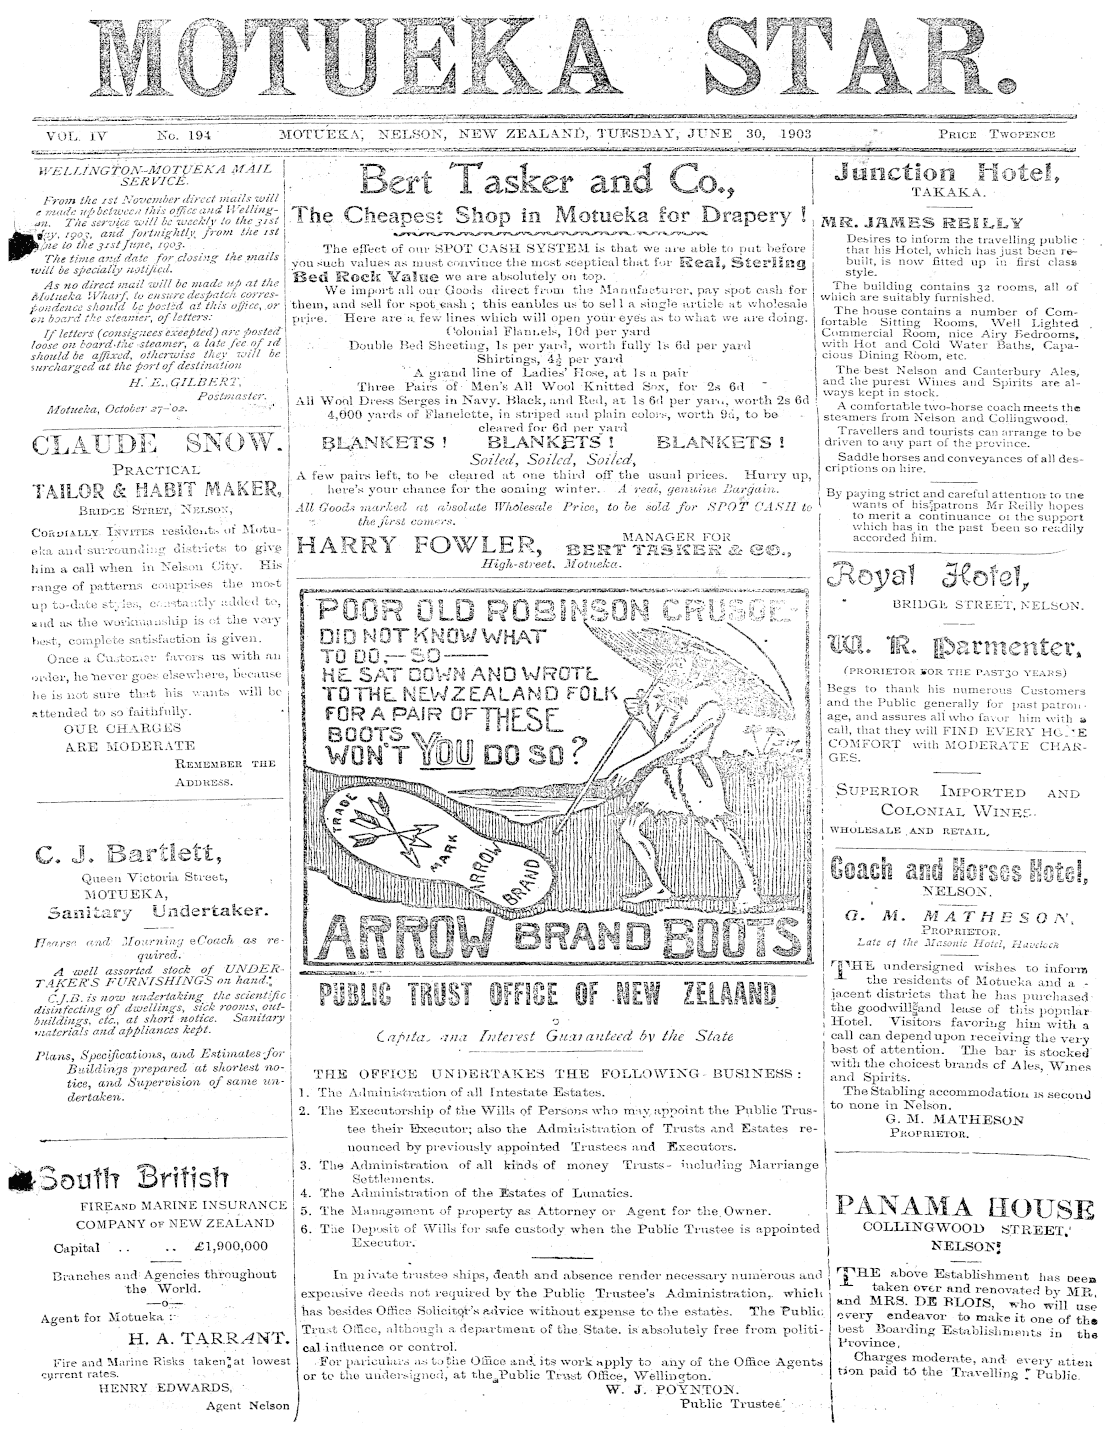 MOTUEKA STAR.
VOL. IV No. 194 MOTUEKA, NELSON, NEW ZEALAND, TUESDAY, JUNE 30, 1903 PRICE TWOPENCE
WELLINGTON-MOTUEKA MAIL
SERVICE.
From the 1st November direct mails will
e made up between this office and Welling-
n. The service will be weekly to the 31st
y, 1903, and fortnightly, from the 1st
ne to the 31st June, 1903.
The time and date for closing the mails
will be specially notified.
As no direct mail will be made up at the
Motueka Wharf, to ensure despatch corres-
pondence should be posted at this office, or
on board the steamer, of letters:
If letters (consignees exeepted) are posted
loose on board the steamer, a late fee of 1d
should be affixed, otherwise they will be
surcharged at the port of destination
H. E. GILBERT,
Postmaster.
Motueka, October 27-02.
CLAUDE SNOW.
PRACTICAL
TAILOR & HABIT MAKER,
BRIDGE STRET, NELSON,
CORDIALLY INVITES residents of Motu-
eka and surrounding districts to give
him a call when in Nelson City. His
range of patterns comprises the most
up to-date styles, constantly added to,
and as the workmanship is of the very
best, complete satisfaction is given.
Once a Customer favors us with an
order, he never goes elsewhere, because
he is not sure that his wants will be
attended to so faithfully.
OUR CHARGES
ARE MODERATE
REMEMBER THE
ADDRESS.
C. J. Bartlett,
Queen Victoria Street,
MOTUEKA,
Sanitary Undertaker.
Hearse and Mourning eCoach as re-
quired.
A well assorted stock of UNDER-
TAKER'S FURNISHINGS on hand:
C.J.B. is now undertaking the scientific
disinfecting of dwellings, sick rooms, out-
buildings, etc., at short notice. Sanitary
materials and appliances kept.
Plans, Specifications, and Estimates for
Buildings prepared at shortest no-
tice, and Supervision of same un-
dertaken.
South British
FIRE AND MARINE INSURANCE
COMPANY OF NEW ZEALAND
Capital .. .. £1,900,000
Branches and Agencies throughout
the World.
—o—
Agent for Motueka :
H. A. TARRANT.
Fire and Marine Risks taken at lowest
current rates.
HENRY EDWARDS,
Agent Nelson
Bert Tasker and Co.,
The Cheapest Shop in Motueka for Drapery !
The effect of our SPOT CASH SYSTEM is that we are able to put before
you such values as must convince the most sceptical that for Real, Sterling
Bed Rock Value we are absolutely on top.
We import all our Goods direct from the Manufacturer, pay spot cash for
them, and sell for spot cash ; this eanbles us to sell a single article at wholesale
price. Here are a few lines which will open your eyes as to what we are doing.
Colonial Flannels, 10d per yard
Double Bed Sheeting, 1s per yard, worth fully 1s 6d per yard
Shirtings, 4½ per yard
A grand line of Ladies' Hose, at 1s a pair
Three Pairs of Men's All Wool Knitted Sox, for 2s 6d
All Wool Dress Serges in Navy. Black, and Red, at 1s 6d per yard, worth 2s 6d
4,000 yards of Flanelette, in striped and plain colors, worth 9d, to be
cleared for 6d per yard
BLANKETS ! BLANKETS ! BLANKETS !
Soiled, Soiled, Soiled,
A few pairs left, to be cleared at one third off the usual prices. Hurry up,
here's your chance for the coming winter. A real, genuine Bargain.
All Goods marked at absolute Wholesale Price, to be sold for SPOT CASH to
the first comers.
HARRY FOWLER, MANAGER FOR
BERT TASKER & CO.,
High-street. Motueka.
POOR OLD ROBINSON CRUSOE
DID NOT KNOW WHAT
TO DO,—SO—
HE SAT DOWN AND WROTE
TO THE NEW ZEALAND FOLK
FOR A PAIR OF THESE
BOOTS
WON'T YOU DO SO?
TRADE
MARK
ARROW
BRAND
ARROW BRAND BOOTS
PUBLIC TRUST OFFICE OF NEW ZELAAND
Capital and Interest Guaranteed by the State
THE OFFICE UNDERTAKES THE FOLLOWING BUSINESS :
1. The Administration of all Intestate Estates.
2. The Executorship of the Wills of Persons who may appoint the Public Trus-
tee their Executor; also the Administration of Trusts and Estates re-
nounced by previously appointed Trustees and Executors.
3. The Administration of all kinds of money Trusts- including Marriange
Settlements.
4. The Administration of the Estates of Lunatics.
5. The Management of property as Attorney or Agent for the Owner.
6. The Deposit of Wills for safe custody when the Public Trustee is appointed
Executor.
In private trustee ships, death and absence render necessary numerous and
expensive deeds not required by the Public Trustee's Administration, which
has besides Office Solicitor's advice without expense to the estates. The Public
Trust Office, although a department of the State, is absolutely free from politi-
cal influence or control.
For pariculars as to the Office and its work apply to any of the Office Agents
or to the undersigned, at the Public Trust Office, Wellington.
W. J. POYNTON.
Public Trustee
Junction Hotel,
TAKAKA.
MR. JAMES REILLY
Desires to inform the travelling public
that his Hotel, which has just been re-
built, is now fitted up in first class
style.
The building contains 32 rooms, all of
which are suitably furnished.
The house contains a number of Com-
fortable Sitting Rooms, Well Lighted
Commercial Room, nice Airy Bedrooms,
with Hot and Cold Water Baths, Capa-
cious Dining Room, etc.
The best Nelson and Canterbury Ales,
and the purest Wines and Spirits are al-
ways kept in stock.
A comfortable two-horse coach meets the
steamers from Nelson and Collingwood.
Travellers and tourists can arrange to be
driven to any part of the province.
Saddle horses and conveyances of all des-
criptions on hire.
By paying strict and careful attention to the
wants of his patrons Mr Reilly hopes
to merit a continuance of the support
which has in the past been so readily
accorded him.
Royal Hotel,
BRIDGE STREET, NELSON.
W. R. Parmenter,
(PRORIETOR FOR THE PAST 30 YEARS)
Begs to thank his numerous Customers
and the Public generally for past patron-
age, and assures all who favor him with a
call, that they will FIND EVERY HOME
COMFORT with MODERATE CHAR-
GES.
SUPERIOR IMPORTED AND
COLONIAL WINES.
WHOLESALE AND RETAIL,
Coach and Horses Hotel,
NELSON.
G. M. MATHESON,
PROPRIETOR.
Late of the Masonic Hotel, Havelock
THE undersigned wishes to inform
the residents of Motueka and a -
jacent districts that he has purchased
the goodwill and lease of this popular
Hotel. Visitors favoring him with a
call can depend upon receiving the very
best of attention. The bar is stocked
with the choicest brands of Ales, Wines
and Spirits.
The Stabling accommodation is second
to none in Nelson.
G. M. MATHESON
PROPRIETOR.
PANAMA HOUSE
COLLINGWOOD STREET,
NELSON.
THE above Establishment has been
taken over and renovated by MR.
and MRS. DE BLOIS, who will use
every endeavor to make it one of the
best Boarding Establishments in the
Province.
Charges moderate, and every atten
tion paid to the Travelling Public.